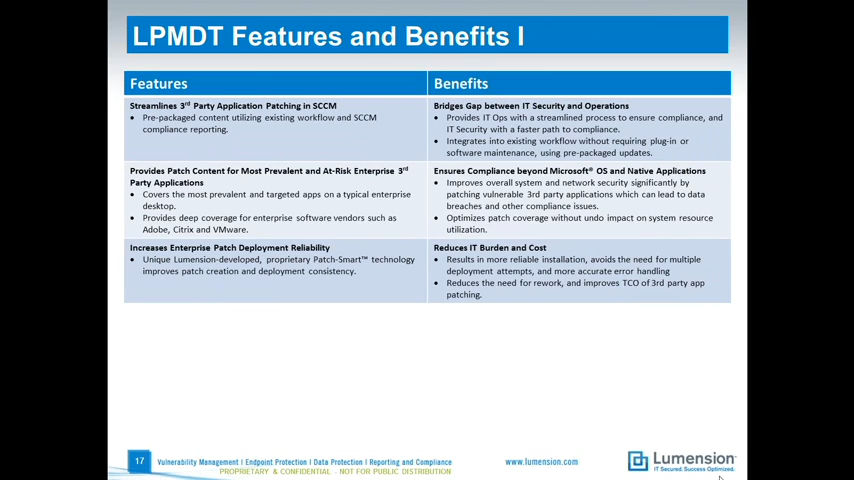 LPMDT Features and Benefits I
Features
Benefits
Streamlines 3rd Party Application Patching in SCCM
• Pre-packaged content utilizing existing workflow and SCCM
compliance reporting.
Bridges Gap between IT Security and Operations
• Provides IT Ops with a streamlined process to ensure compliance, and
IT Security with a faster path to compliance.
• Integrates into existing workflow without requiring plug-in or
software maintenance, using pre-packaged updates.
Provides Patch Content for Most Prevalent and At-Risk Enterprise 3rd
Party Applications
• Covers the most prevalent and targeted apps on a typical enterprise
desktop.
• Provides deep coverage for enterprise software vendors such as
Adobe, Citrix and VMware.
Ensures Compliance beyond Microsoft® OS and Native Applications
• Improves overall system and network security significantly by
patching vulnerable 3rd party applications which can lead to data
breaches and other compliance issues.
• Optimizes patch coverage without undo impact on system resource
utilization.
Increases Enterprise Patch Deployment Reliability
• Unique Lumension-developed, proprietary Patch-Smart™ technology
improves patch creation and deployment consistency.
Reduces IT Burden and Cost
• Results in more reliable installation, avoids the need for multiple
deployment attempts, and more accurate error handling
• Reduces the need for rework, and improves TCO of 3rd party app
patching.
17
Vulnerability Management | Endpoint Protection | Data Protection | Reporting and Compliance
PROPRIETARY & CONFIDENTIAL - NOT FOR PUBLIC DISTRIBUTION
www.lumension.com
Lumension™
IT Secured. Success Optimized.